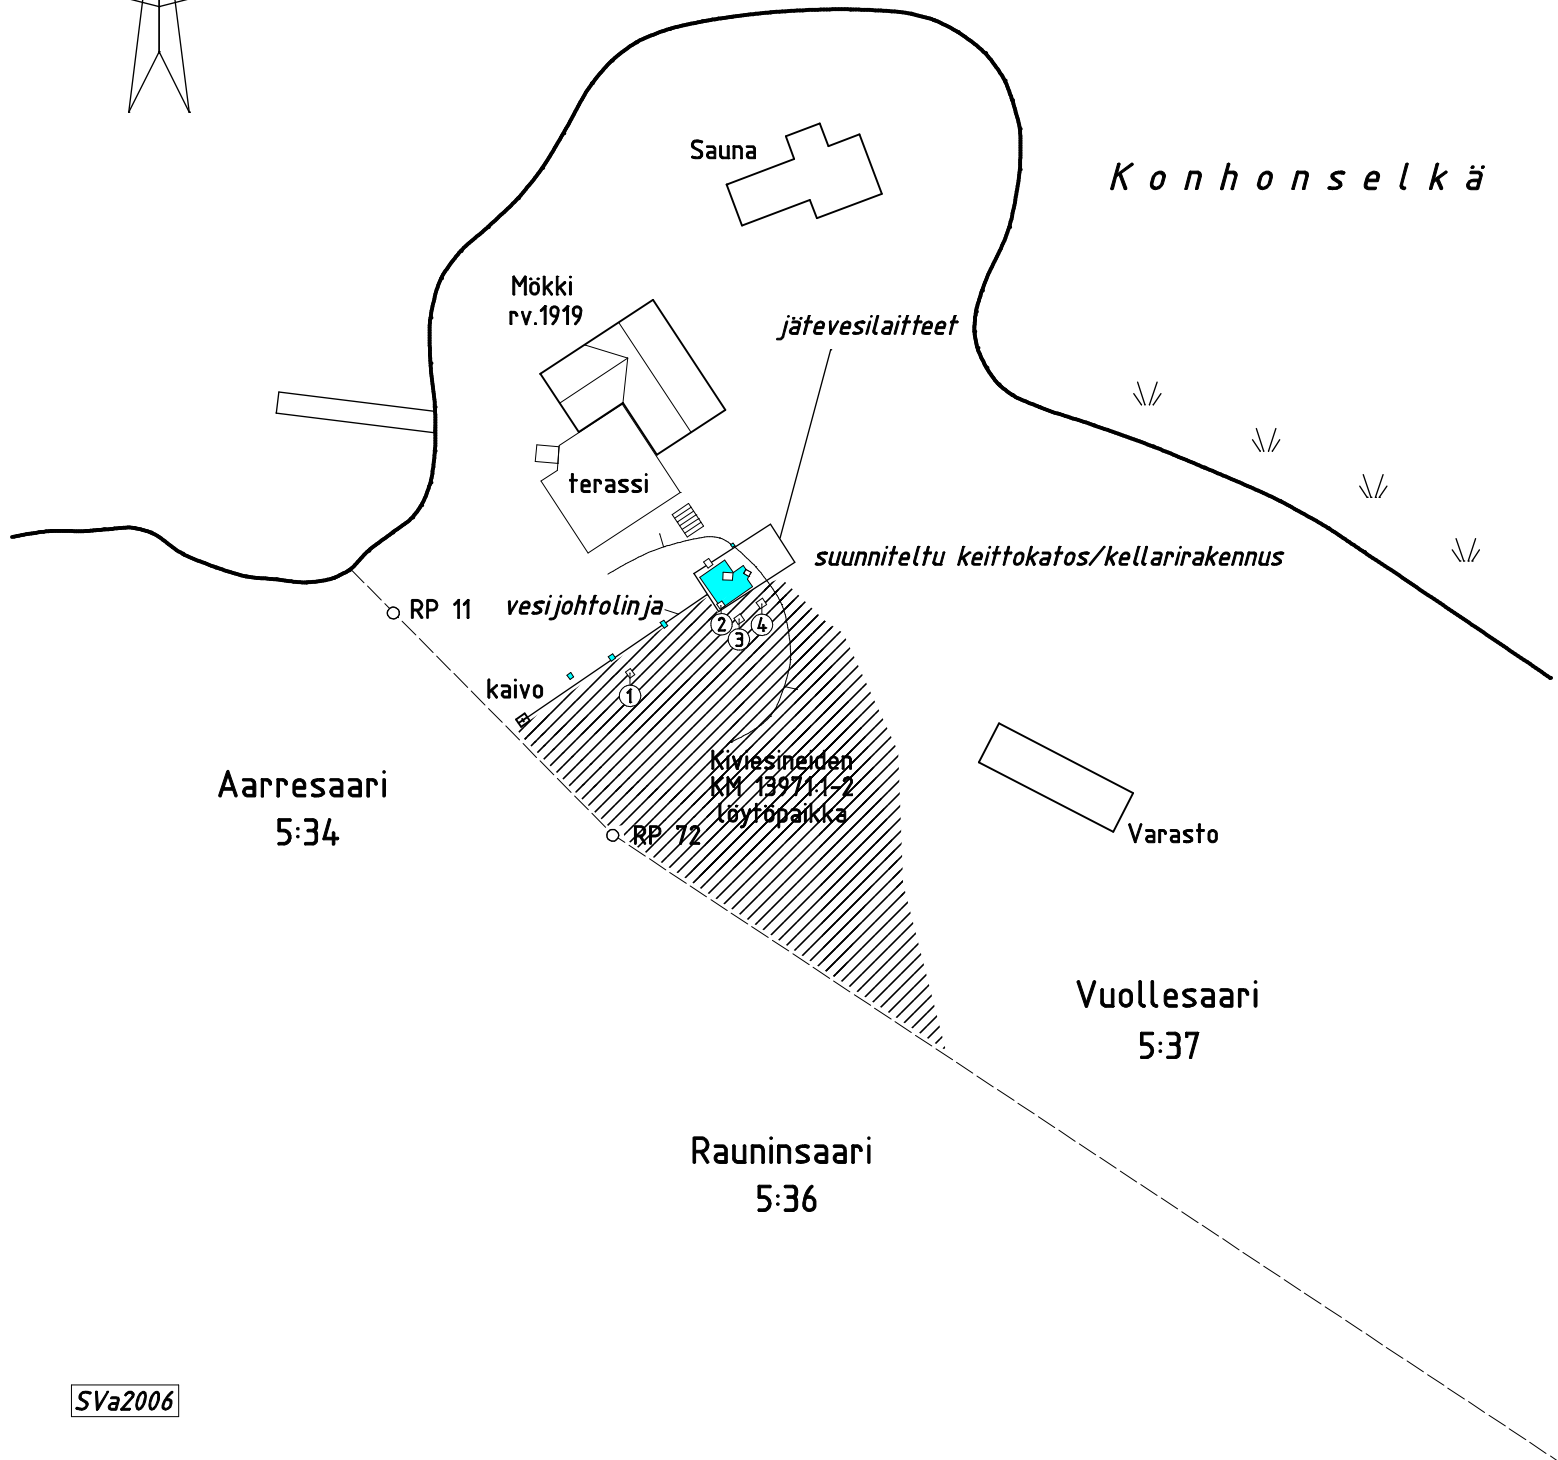 Sauna
Konhonselkä
Mökki
rv.1919
jätevesilaitteet
terassi
suunniteltu keittokatos/kellarirakennus
RP 11
vesijohtolinja
2
3
4
kaivo
1
Kiviesineiden
KM 13971:1-2
löytöpaikka
Aarresaari
5:34
RP 72
Varasto
Vuollesaari
5:37
Rauninsaari
5:36
SVa2006